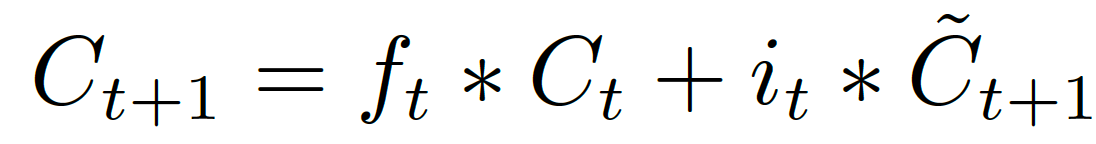 C_{t+1} = f_t * C_t + i_t * \tilde{C}_{t+1}